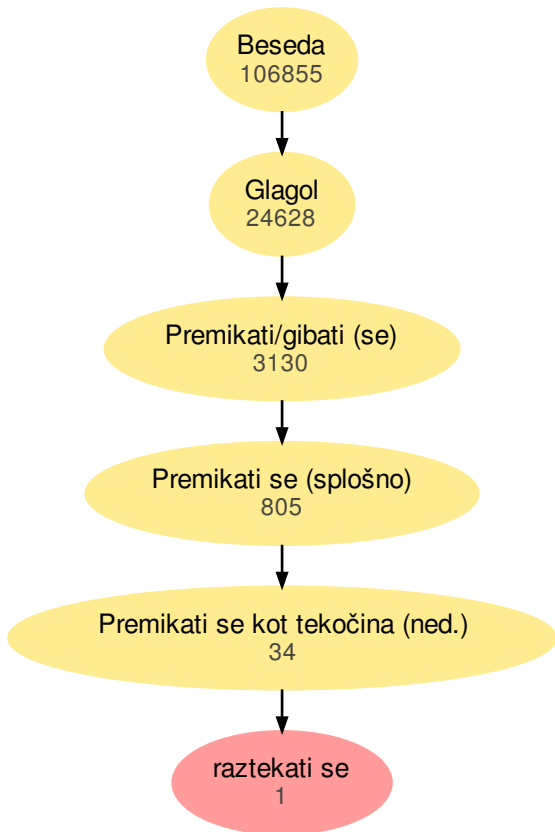 Beseda
106855
Glagol
24628
Premikati/gibati (se)
3130
Premikati se (splošno)
805
Premikati se kot tekočina (ned.)
34
raztekati se
1